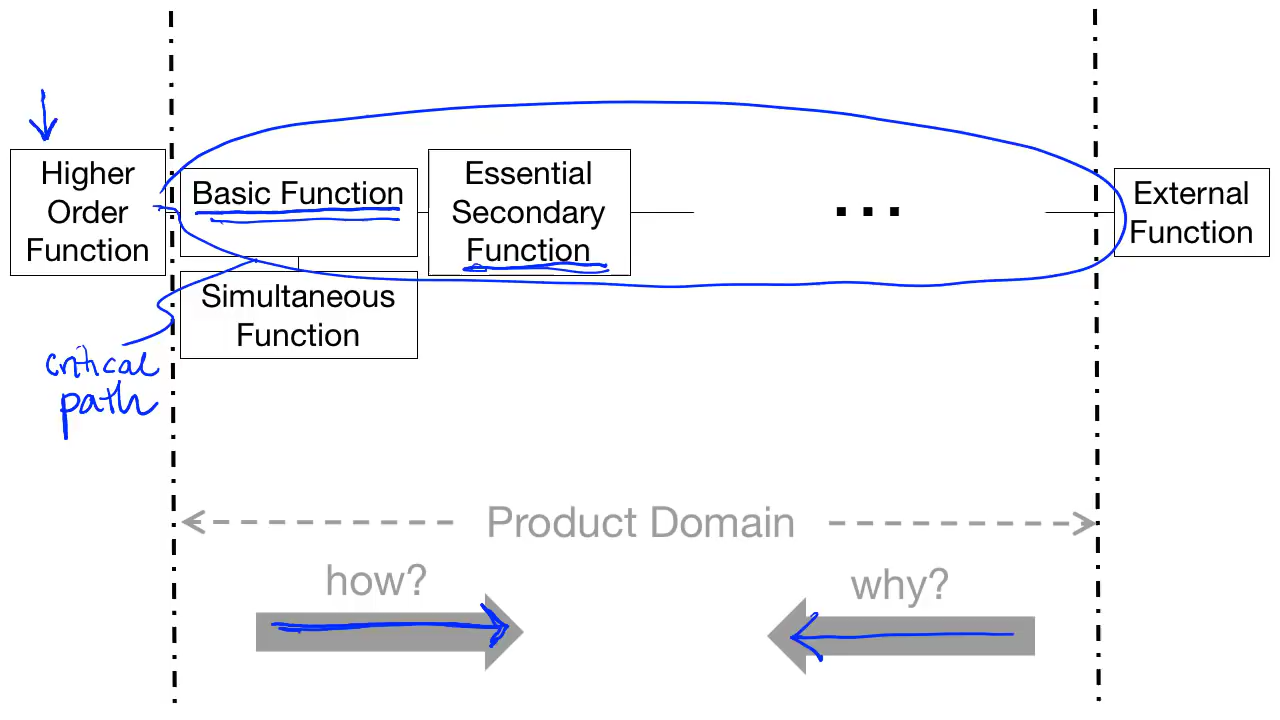 Higher
Order
Function
Basic Function
Essential
Secondary
Function
...
External
Function
Simultaneous
Function
critical
path
Product Domain
how?
why?